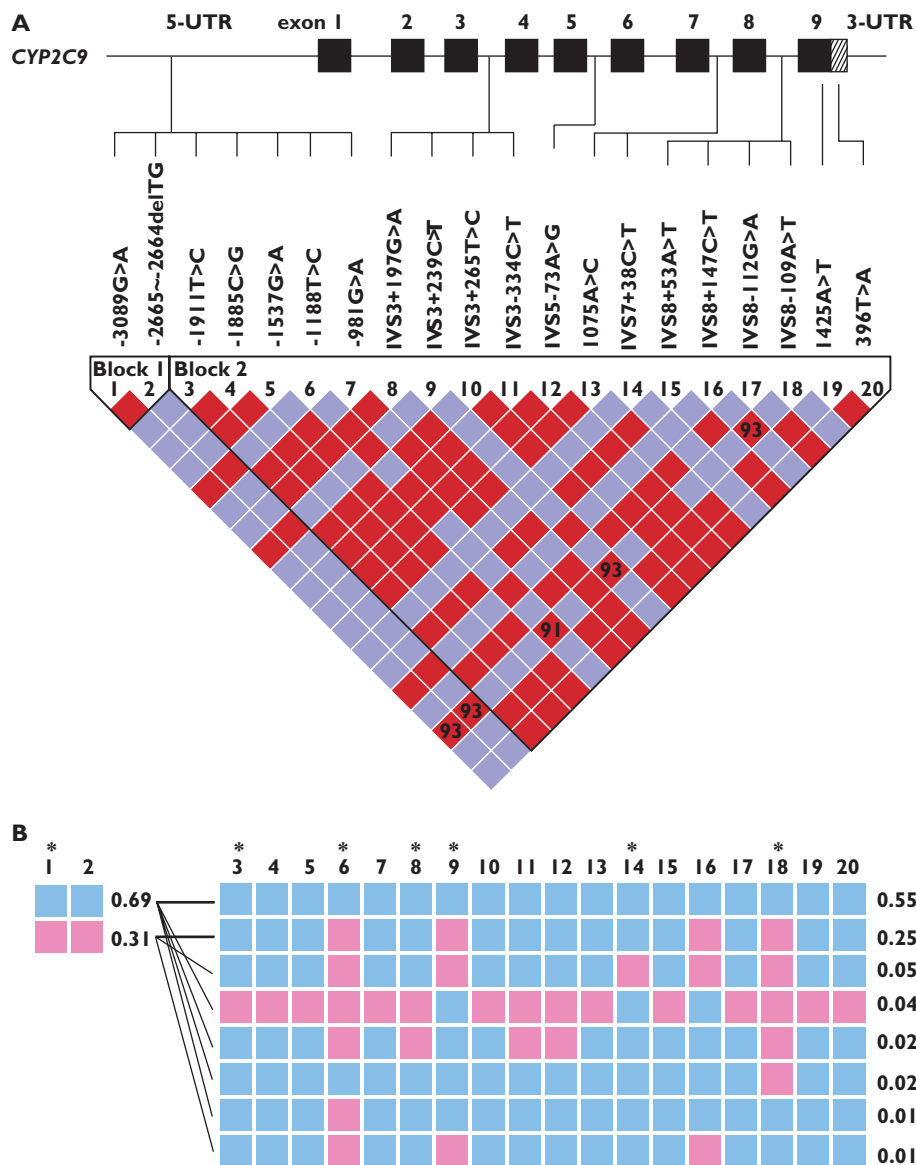 A
5-UTR exon 1 2 3 4 5 6 7 8 9 3-UTR
CYP2C9
-3089G>A
-2665~-2664delTG
-1911T>C
-1885C>G
-1537G>A
-1188T>C
-981G>A
IVS3+197G>A
IVS3+239C>T
IVS3+265T>C
IVS3-334C>T
IVS5-73A>G
1075A>C
IVS7+38C>T
IVS8+53A>T
IVS8+147C>T
IVS8-112G>A
IVS8-109A>T
1425A>T
396T>A
Block 1 Block 2
1 2 3 4 5 6 7 8 9 10 11 12 13 14 15 16 17 18 19 20
93
93
91
93
93
B
* * * * * * *
1 2 3 4 5 6 7 8 9 10 11 12 13 14 15 16 17 18 19 20
0.69 0.55
0.31 0.25
0.05
0.04
0.02
0.02
0.01
0.01